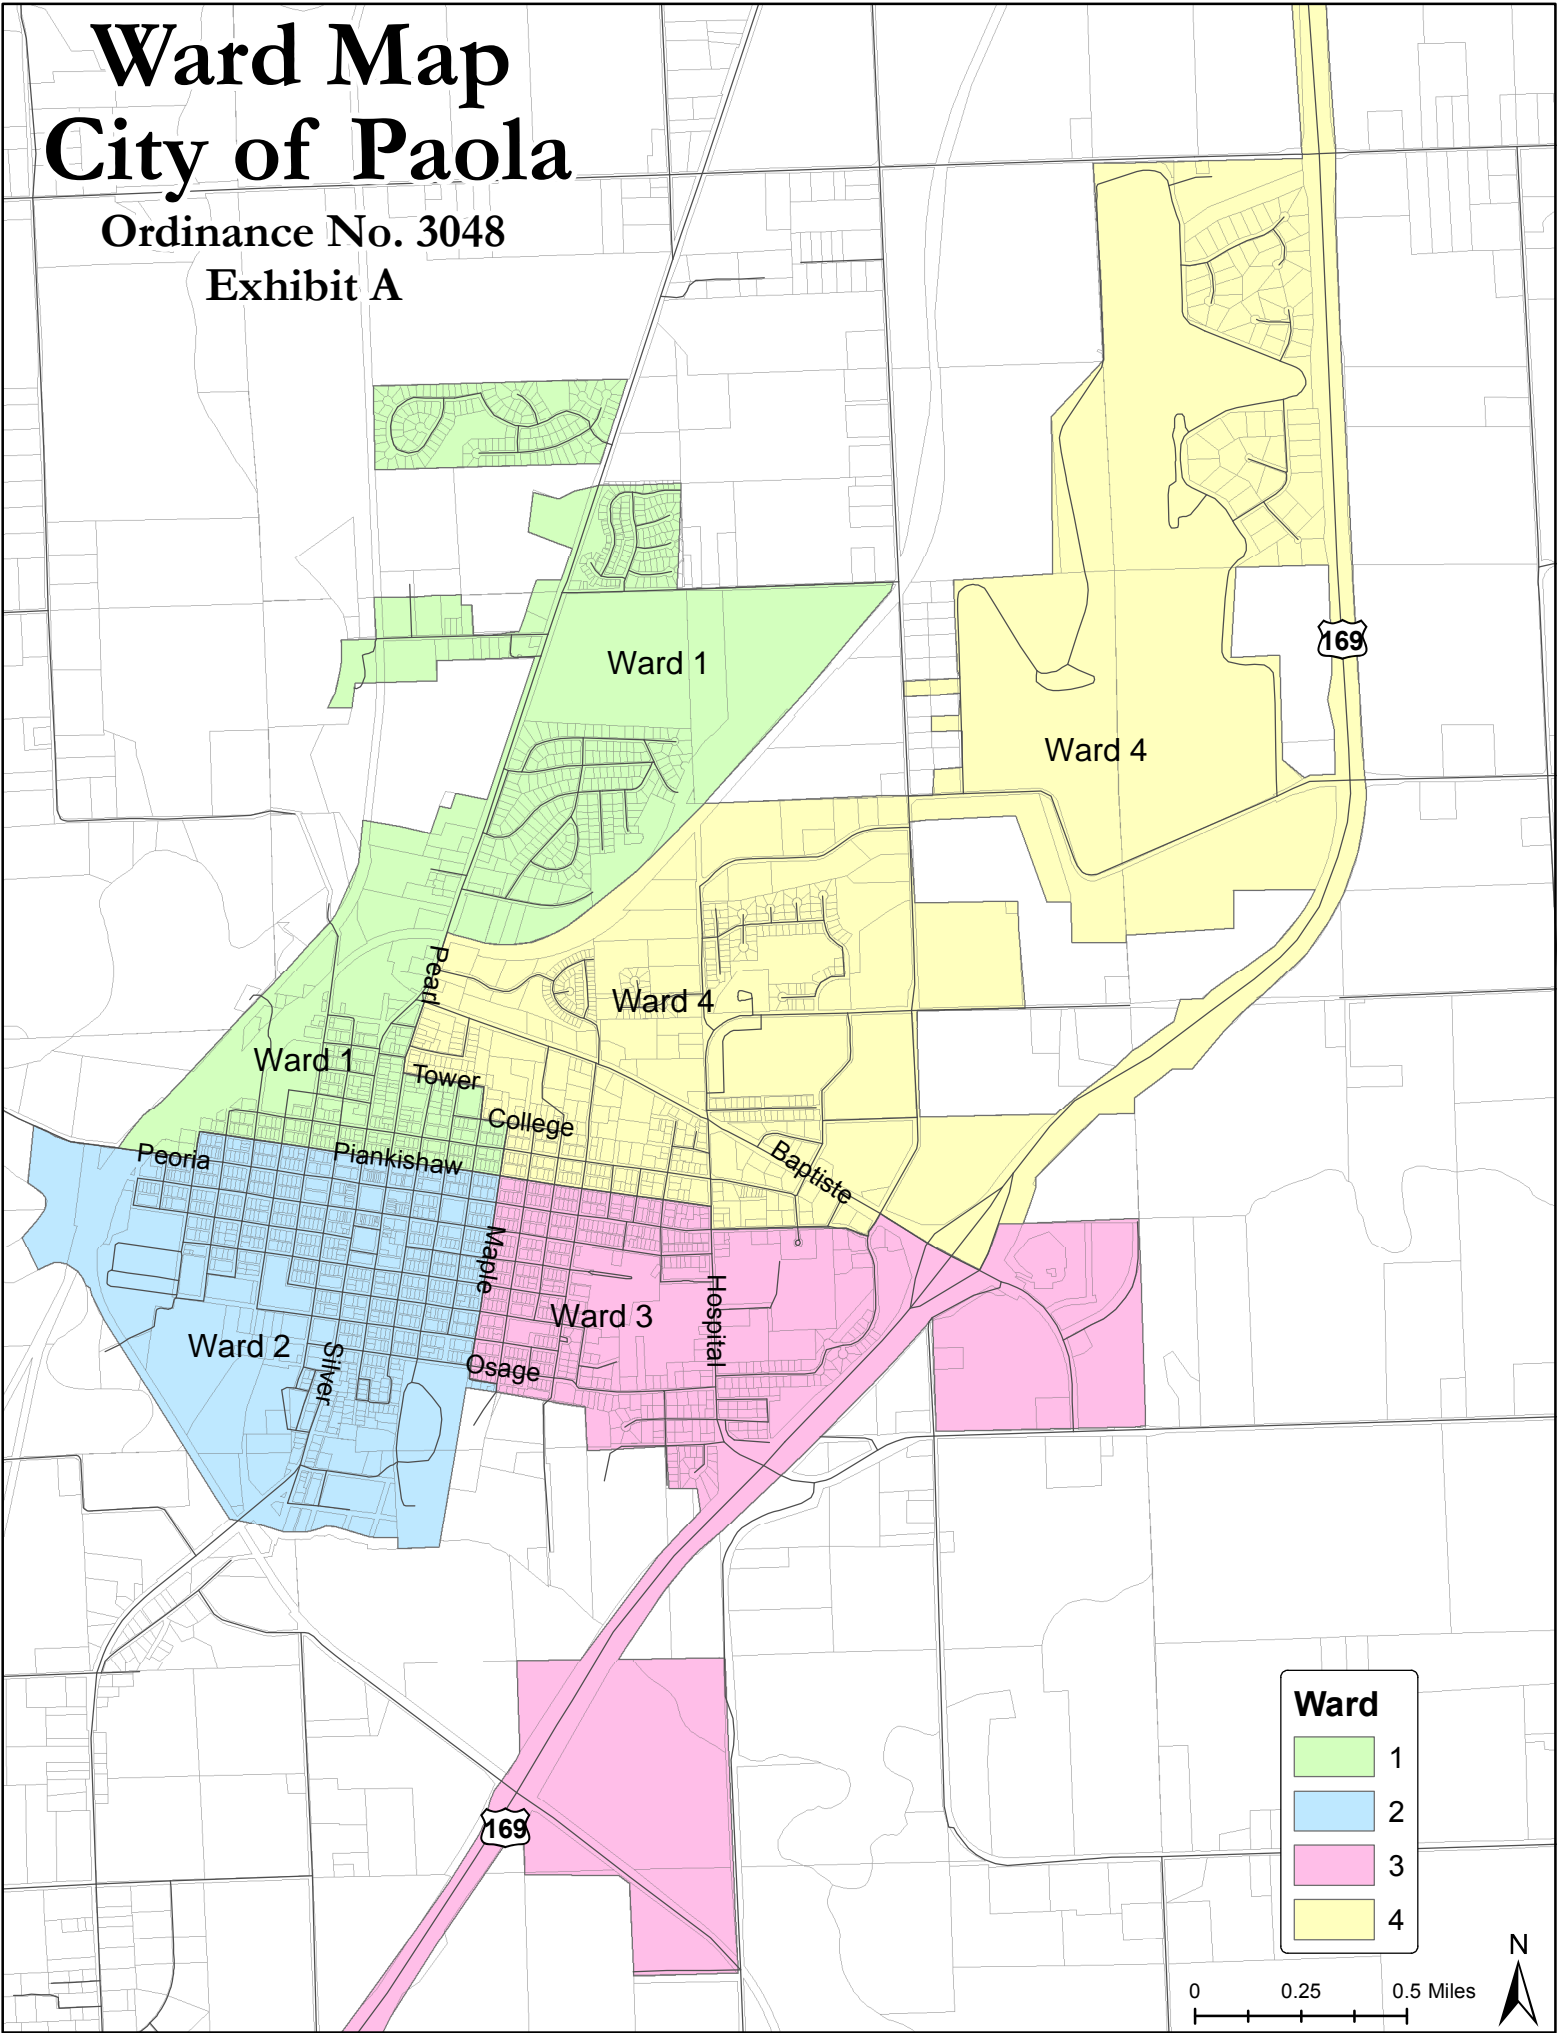 Ward Map
City of Paola
Ordinance No. 3048
Exhibit A
169
Ward 1
Ward 4
Pearl
Ward 4
Ward 1
Tower
College
Peoria
Piankishaw
Baptiste
Maple
Hospital
Ward 3
Ward 2
Silver
Osage
169
Ward
1
2
3
4
N
0 0.25 0.5 Miles